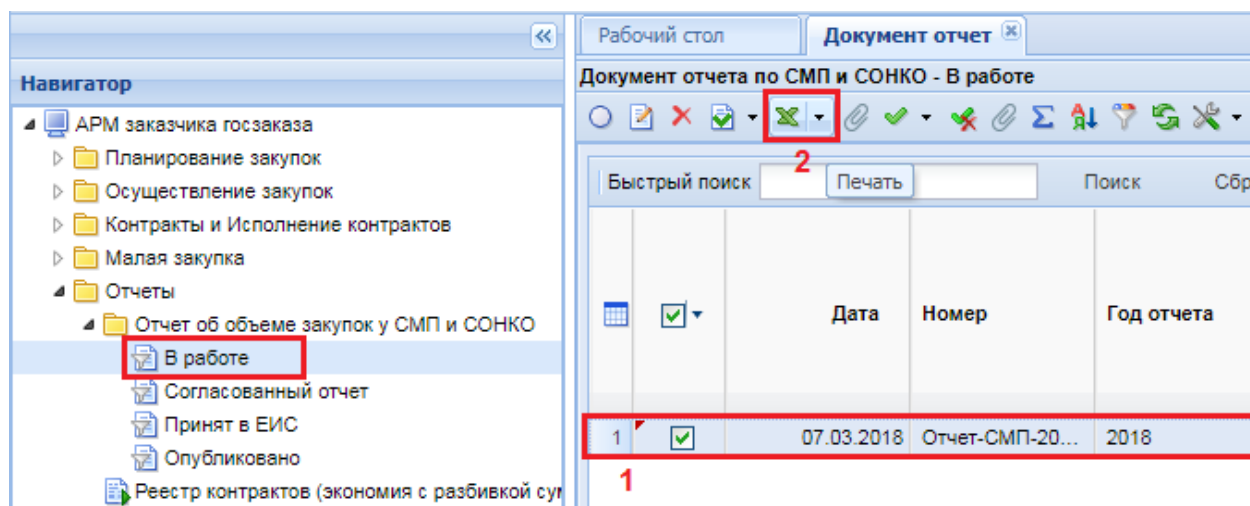 Навигатор
АРМ заказчика госзаказа
Планирование закупок
Осуществление закупок
Контракты и Исполнение контрактов
Малая закупка
Отчеты
Отчет об объеме закупок у СМП и СОНКО
В работе
Согласованный отчет
Принят в ЕИС
Опубликовано
Реестр контрактов (экономия с разбивкой су
Рабочий стол Документ отчет
Документ отчета по СМП и СОНКО - В работе
2
Быстрый поиск Печать Поиск Сбр
Дата Номер Год отчета
1 07.03.2018 Отчет-СМП-20... 2018
1